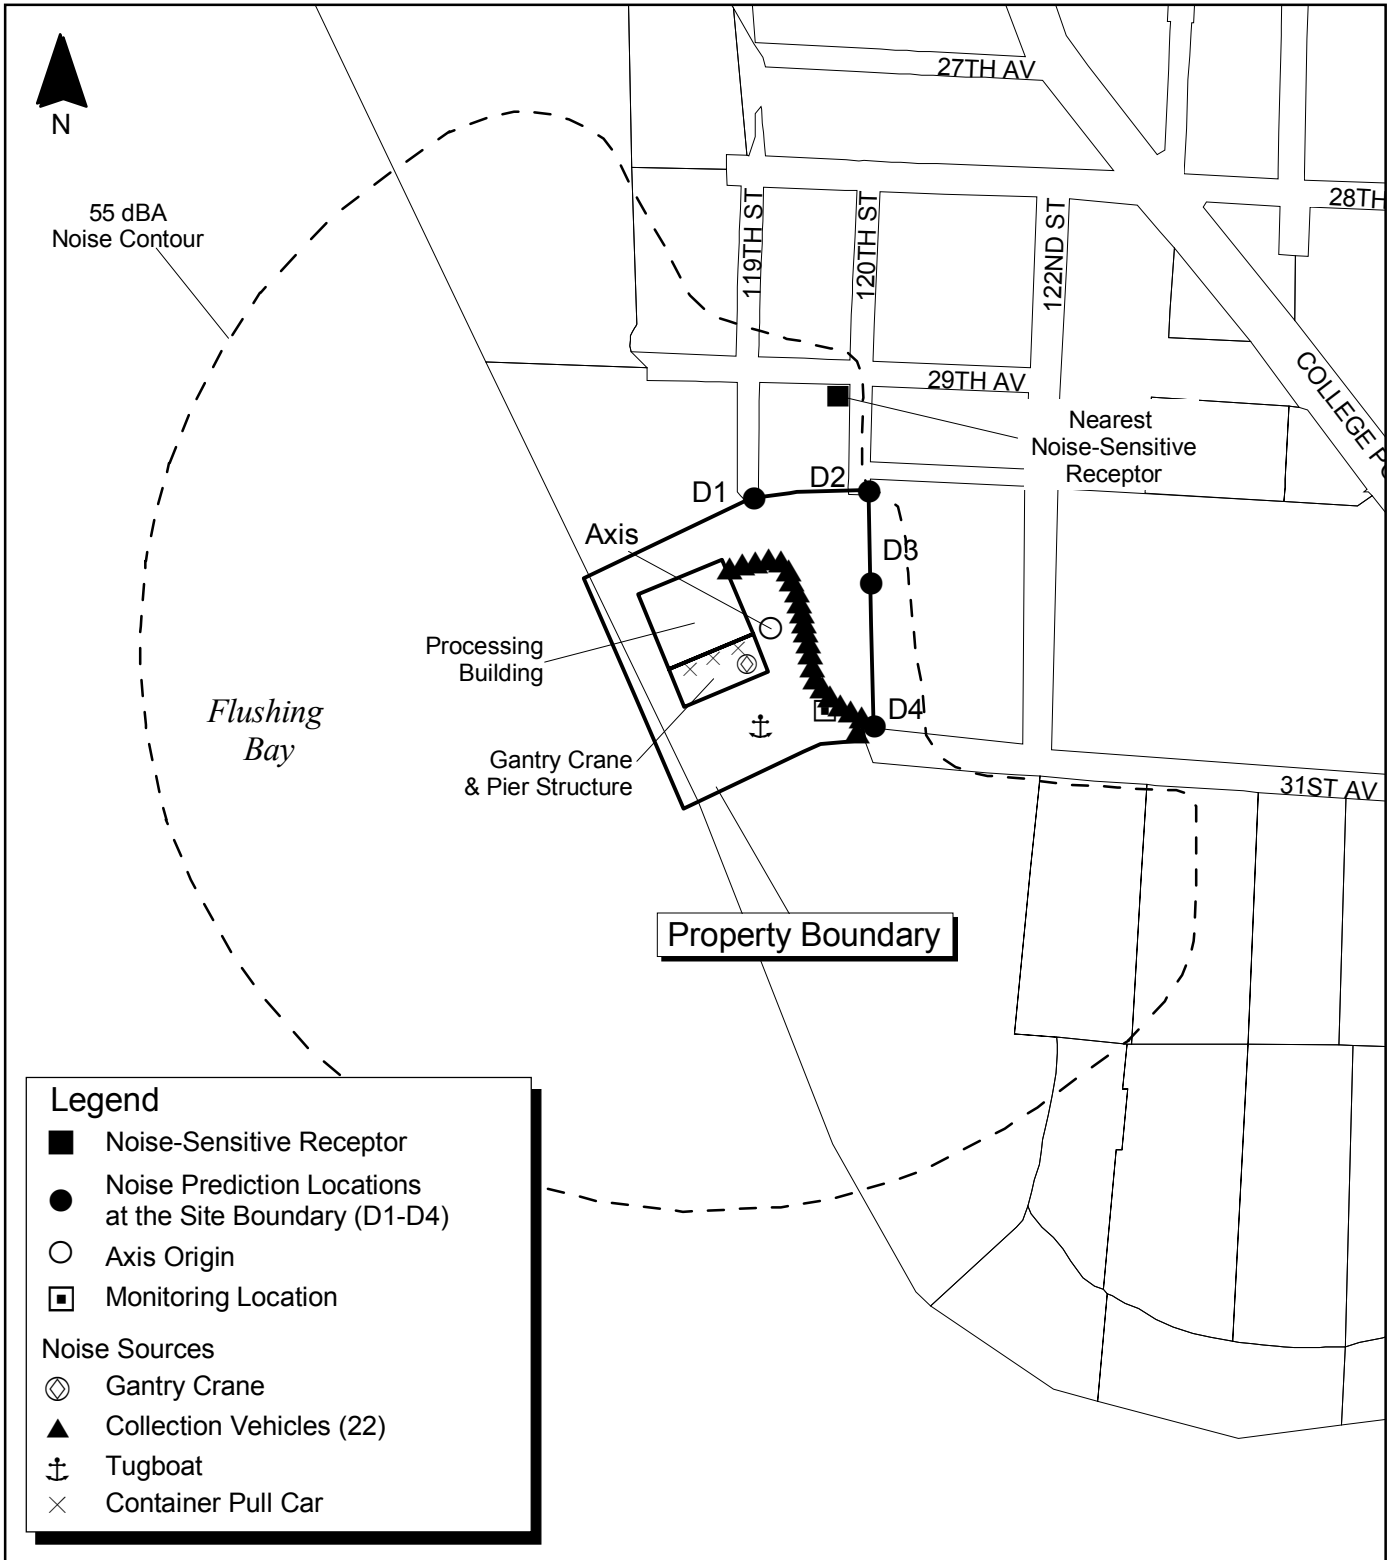 N
27TH AV
28TH
55 dBA
Noise Contour
119TH ST
120TH ST
122ND ST
29TH AV
COLLEGE PO
Nearest
Noise-Sensitive
Receptor
D1
D2
D3
Axis
Processing
Building
Flushing
Bay
D4
Gantry Crane
& Pier Structure
31ST AV
Property Boundary
Legend
Noise-Sensitive Receptor
Noise Prediction Locations
at the Site Boundary (D1-D4)
Axis Origin
Monitoring Location
Noise Sources
Gantry Crane
Collection Vehicles (22)
Tugboat
Container Pull Car